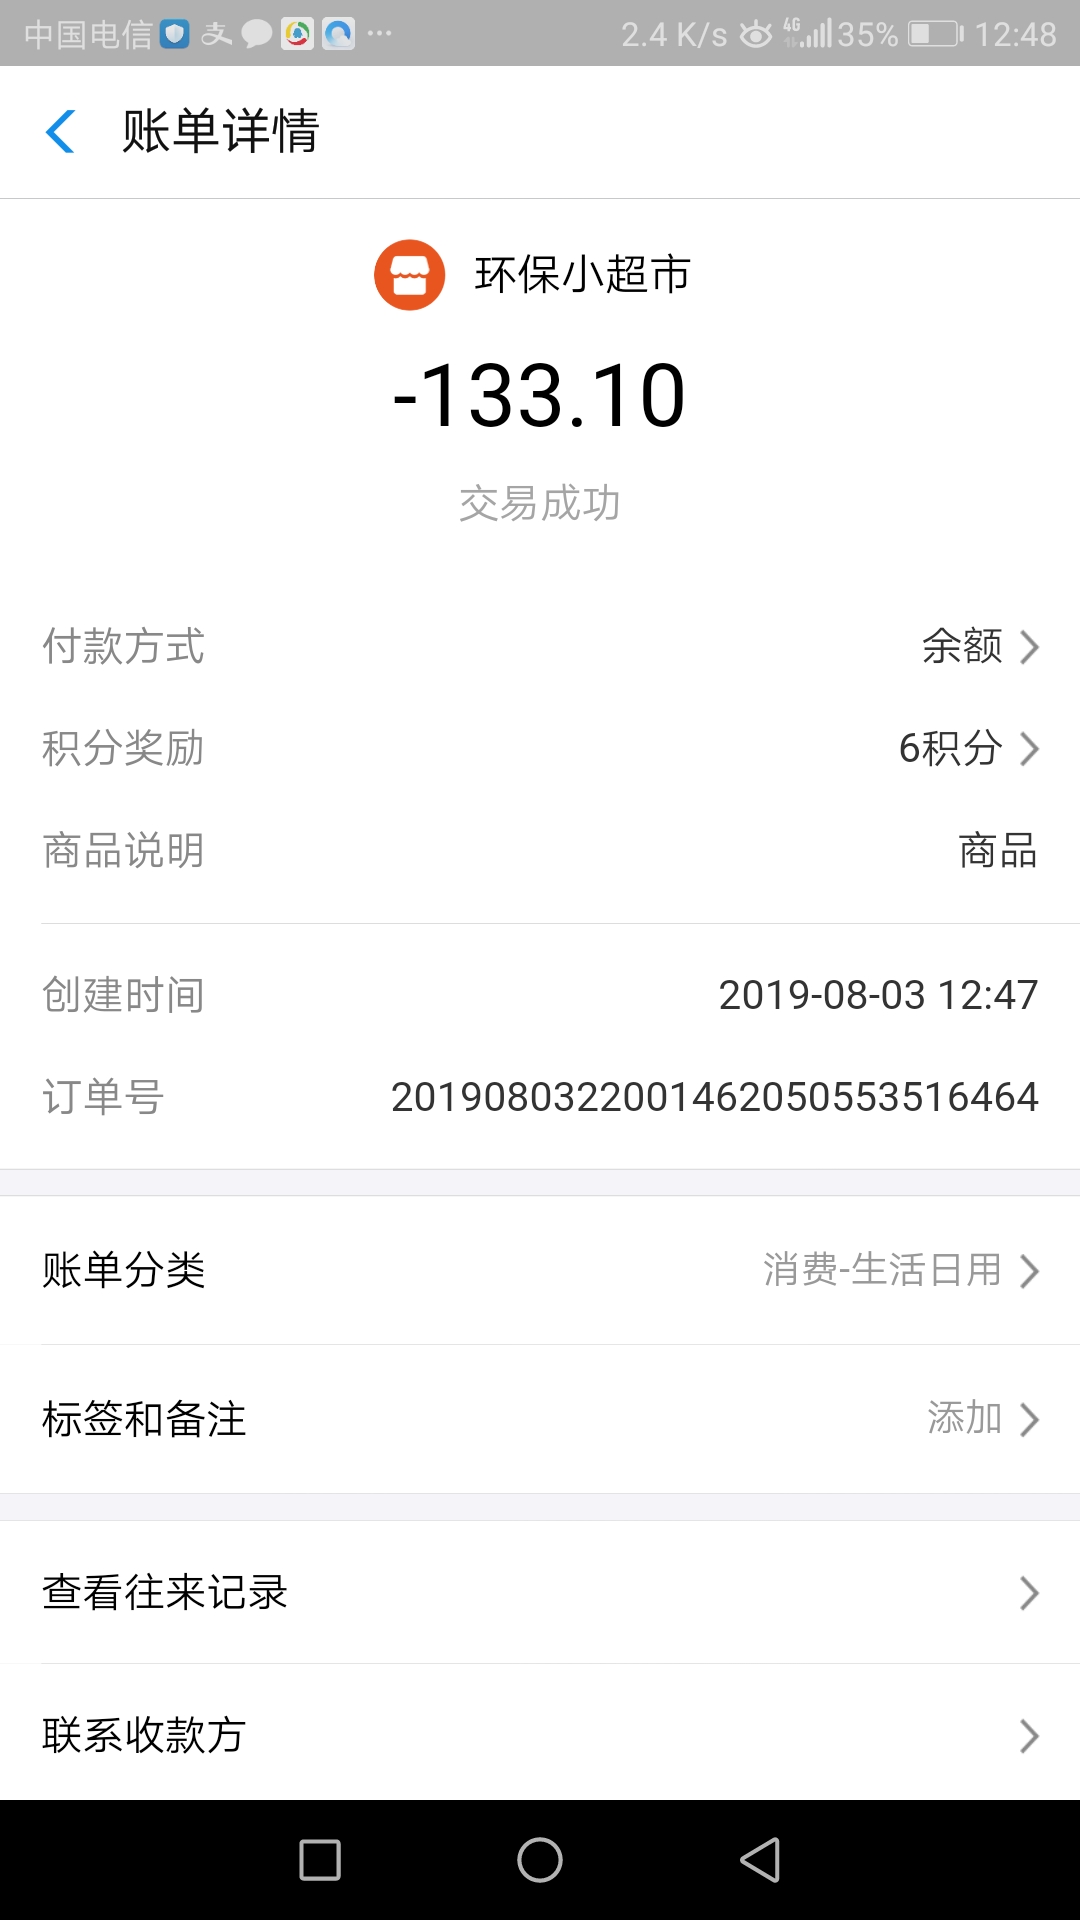 中国电信 支 ··· 2.4 K/s 4G 35% 12:48
账单详情
环保小超市
-133.10
交易成功
付款方式 余额
积分奖励 6积分
商品说明 商品
创建时间 2019-08-03 12:47
订单号 2019080322001462050553516464
账单分类 消费-生活日用
标签和备注 添加
查看往来记录
联系收款方